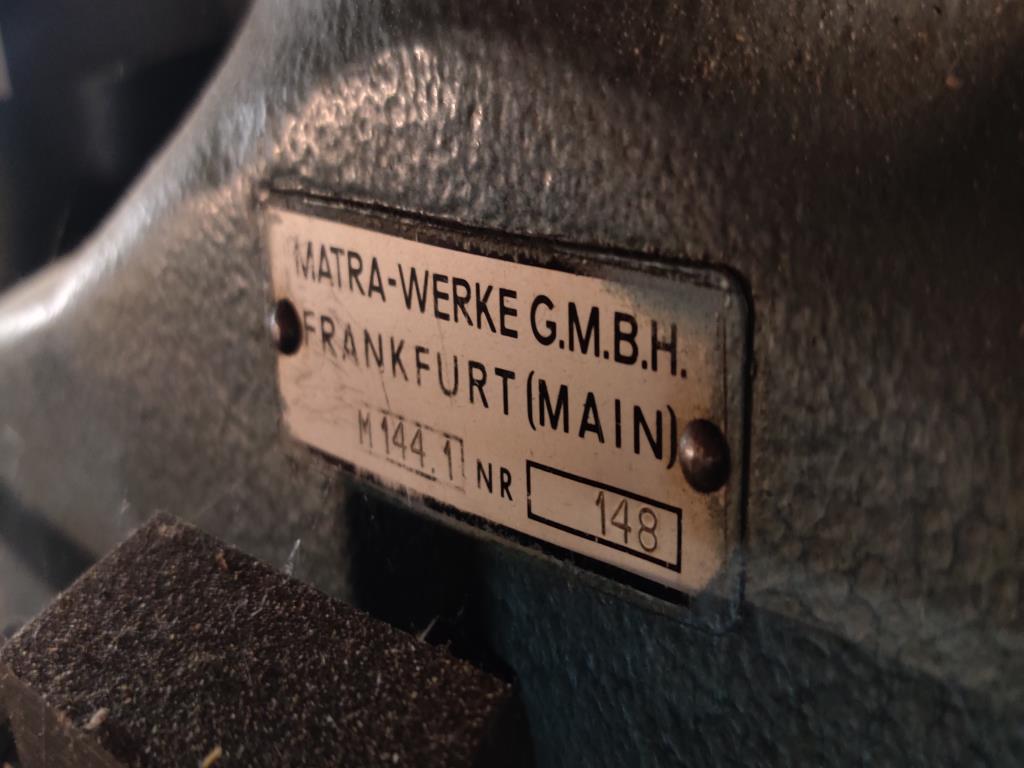 MATRA-WERKE G.M.B.H.
FRANKFURT (MAIN)
M 144.1 NR 148